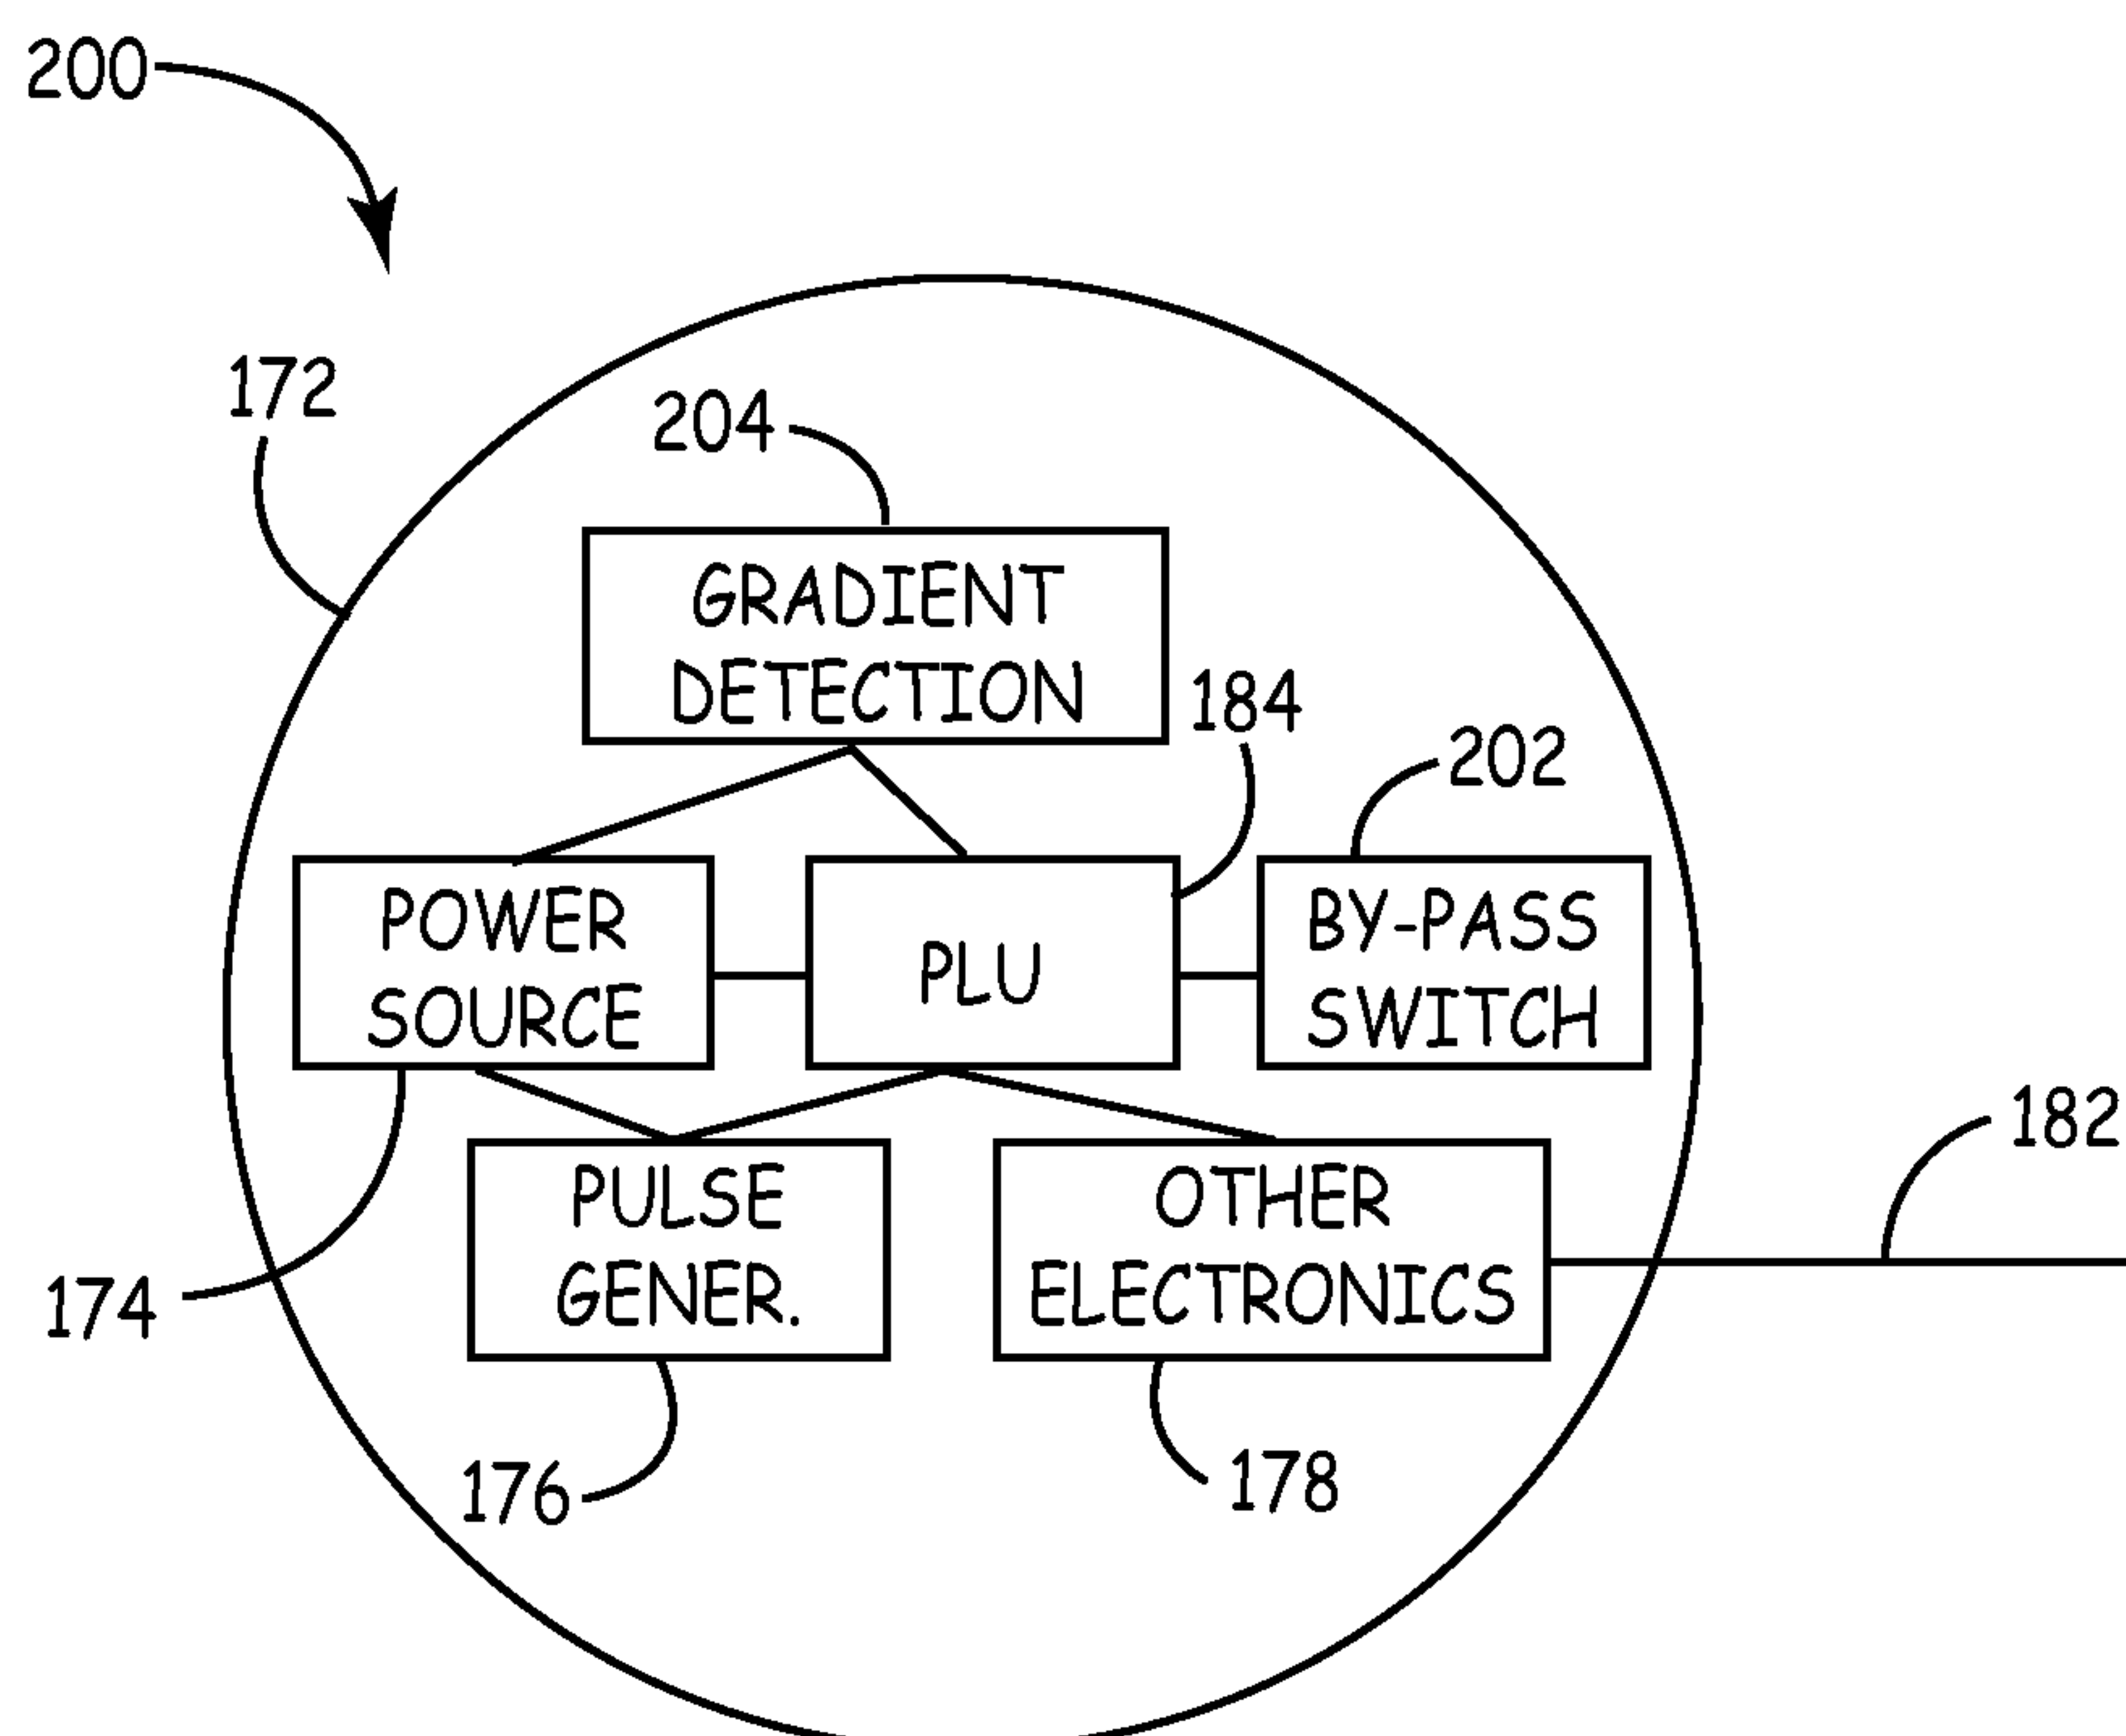 200
172
204
GRADIENT
DETECTION
184
202
POWER
SOURCE
PLU
BY-PASS
SWITCH
182
PULSE
GENER.
OTHER
ELECTRONICS
174
176
178